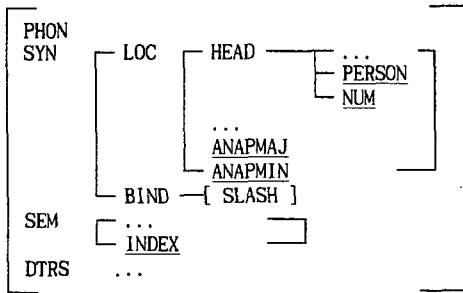 PHON
SYN LOC HEAD ...
PERSON
NUM
...
ANAPMAJ
ANAPMIN
BIND { SLASH }
SEM ...
INDEX
DTRS ...